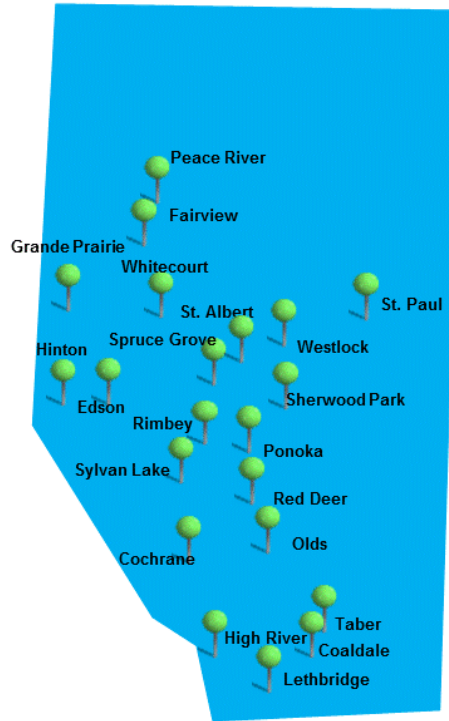 Peace River
Fairview
Grande Prairie
Whitecourt
St. Albert
St. Paul
Spruce Grove
Westlock
Hinton
Edson
Sherwood Park
Rimbey
Ponoka
Sylvan Lake
Red Deer
Olds
Cochrane
Taber
High River
Coaldale
Lethbridge